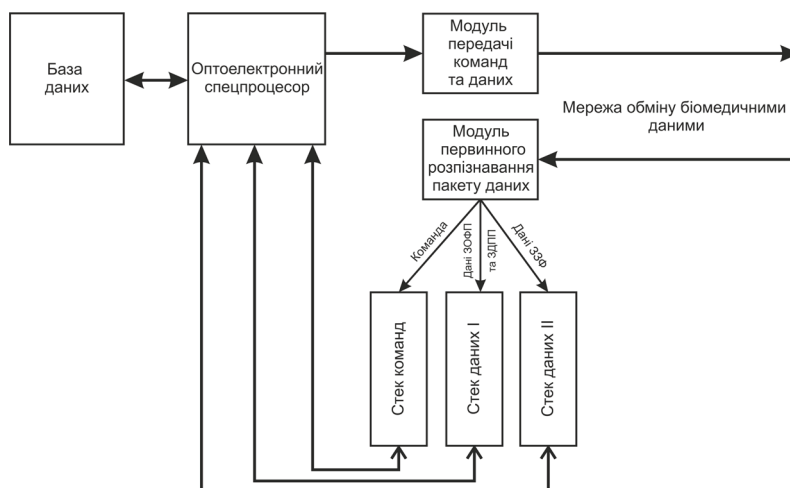 База
даних
Оптоелектронний
спецпроцесор
Модуль
передачі
команд
та даних
Мережа обміну біомедичними
даними
Модуль
первинного
розпізнавання
пакету даних
Команда
Дані ЗОФП
та ЗДПП
Дані ЗЗФ
Стек команд
Стек даних I
Стек даних II